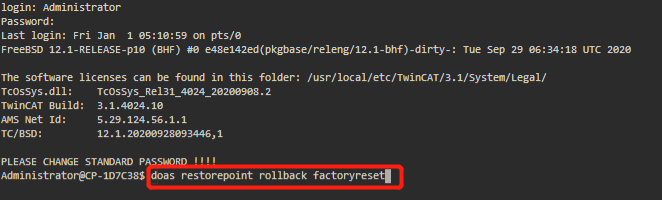 login: Administrator
Password:
Last login: Fri Jan  1 05:10:59 on pts/0
FreeBSD 12.1-RELEASE-p10 (BHF) #0 e48e142ed(pkgbase/releng/12.1-bhf)-dirty-: Tue Sep 29 06:34:18 UTC 2020
The software licenses can be found in this folder: /usr/local/etc/TwinCAT/3.1/System/Legal/
TcOsSys.dll:    TcOsSys_Rel31_4024_20200908.2
TwinCAT Build:  3.1.4024.10
AMS Net Id:     5.29.124.56.1.1
TC/BSD:         12.1.20200928093446,1
PLEASE CHANGE STANDARD PASSWORD !!!!
Administrator@CP-1D7C38$ doas restorepoint rollback factoryreset